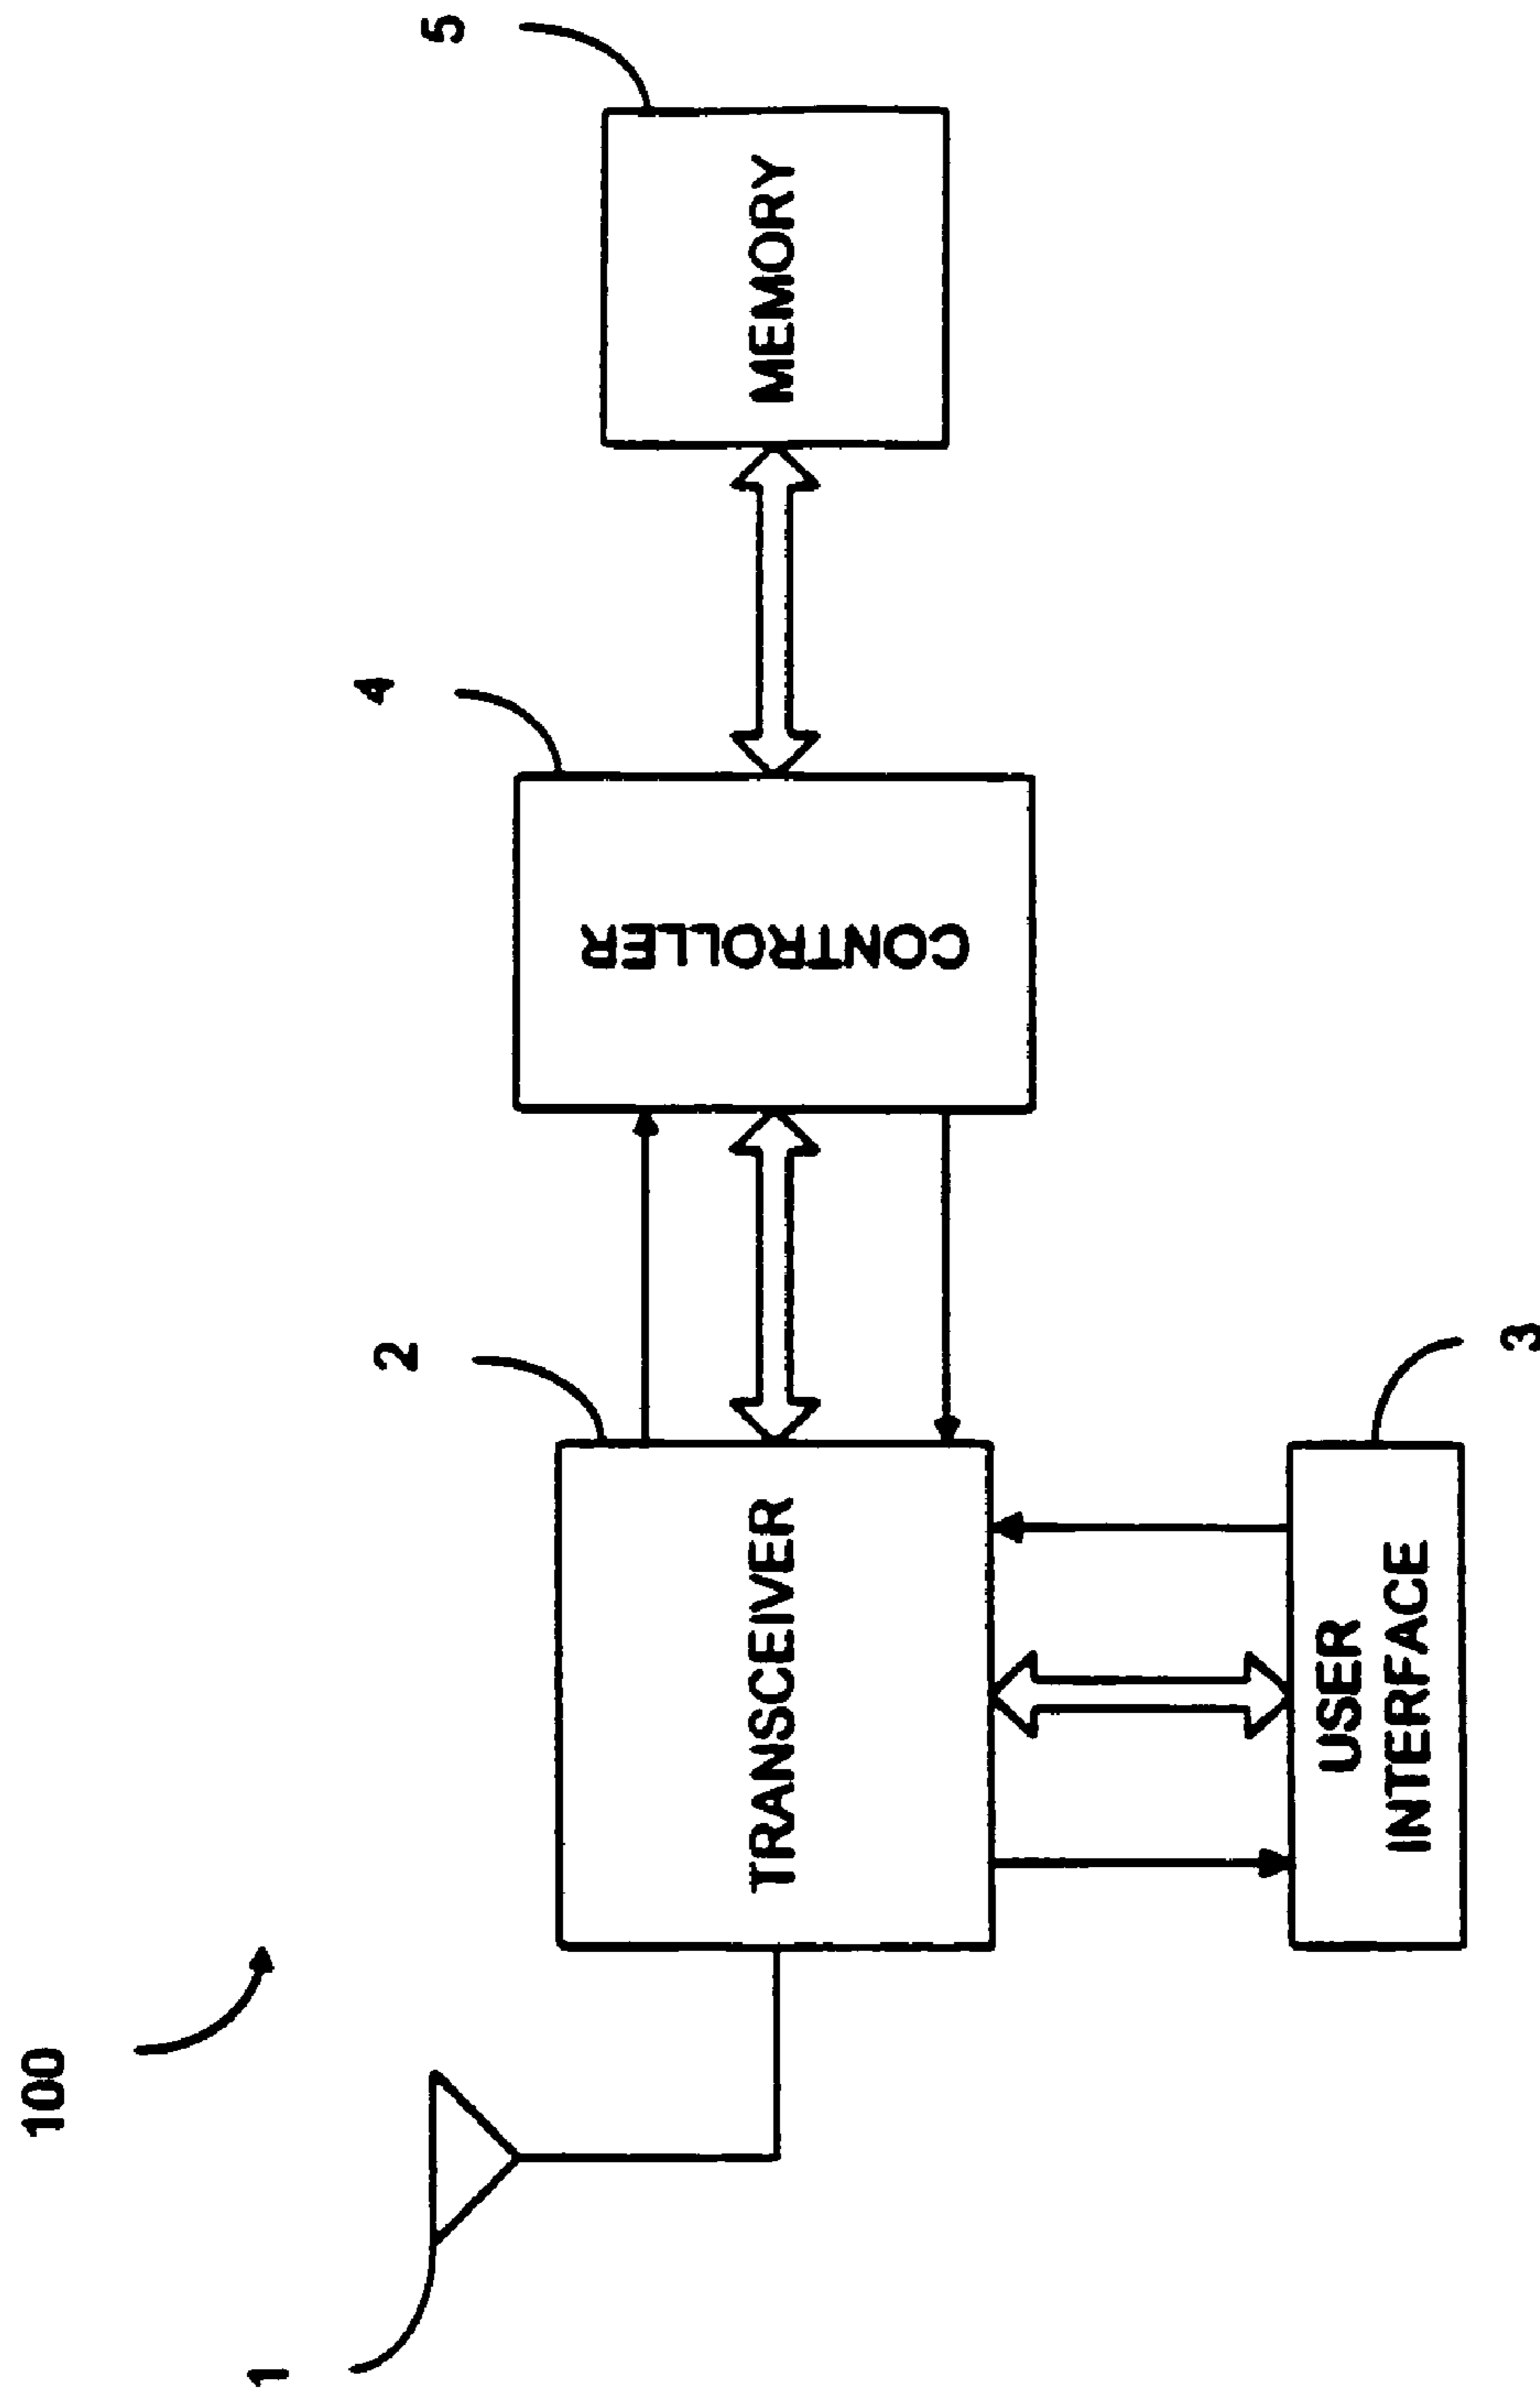 100
1
2
4
5
TRANSCEIVER
CONTROLLER
MEMORY
USER
INTERFACE
3